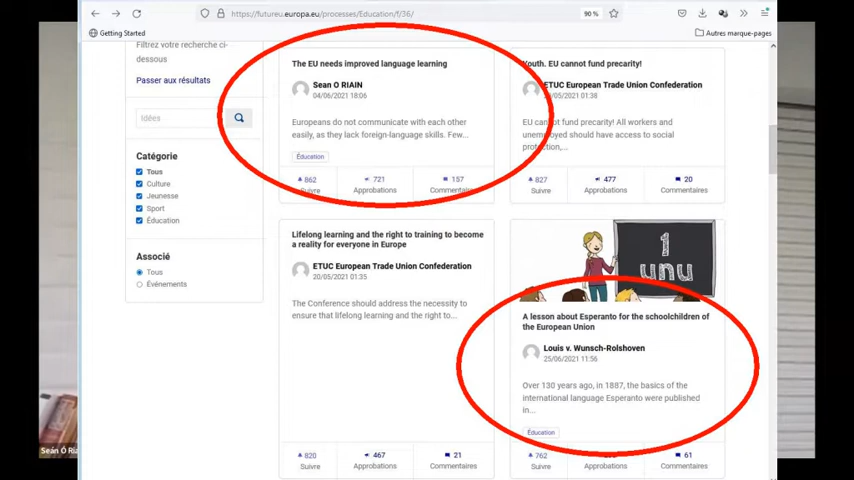 https://futureu.europa.eu/processes/Education/f/36/
90 %
Getting Started
Autres marque-pages
Filtrez votre recherche ci-
dessous
Passer aux résultats
Idées
Catégorie
Tous
Culture
Jeunesse
Sport
Éducation
Associé
Tous
Événements
The EU needs improved language learning
Sean O RIAIN
04/06/2021 18:06
Europeans do not communicate with each other
easily, as they lack foreign-language skills. Few...
Éducation
862
Suivre
721
Approbations
157
Commentaires
Youth. EU cannot fund precarity!
ETUC European Trade Union Confederation
20/05/2021 01:38
EU cannot fund precarity! All workers and
unemployed should have access to social
protection,...
827
Suivre
477
Approbations
20
Commentaires
Lifelong learning and the right to training to become
a reality for everyone in Europe
ETUC European Trade Union Confederation
20/05/2021 01:35
The Conference should address the necessity to
ensure that lifelong learning and the right to...
820
Suivre
467
Approbations
21
Commentaires
1
unu
A lesson about Esperanto for the schoolchildren of
the European Union
Louis v. Wunsch-Rolshoven
25/06/2021 11:56
Over 130 years ago, in 1887, the basics of the
international language Esperanto were published
in...
Éducation
762
Suivre
Approbations
61
Commentaires
Seán Ó